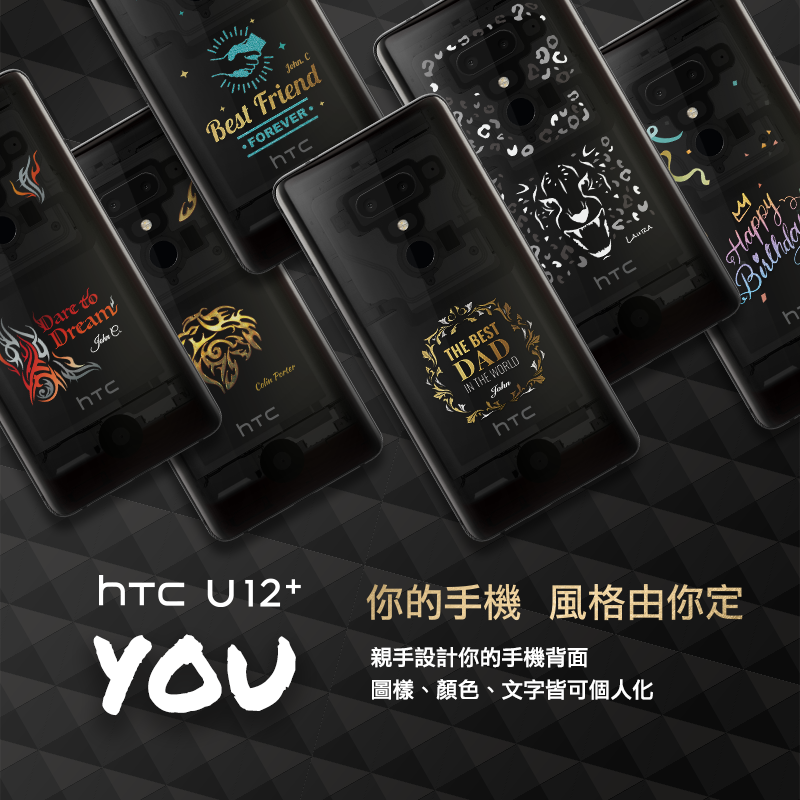 John. C
Best Friend
FOREVER
hTC
LAURA
hTC
Happy
Birthday
Dare to
Dream
John C.
hTC
Colin Porter
hTC
THE BEST
DAD
IN THE WORLD
John
hTC
hTC U12+
YOU
你的手機 風格由你定
親手設計你的手機背面
圖樣、顏色、文字皆可個人化